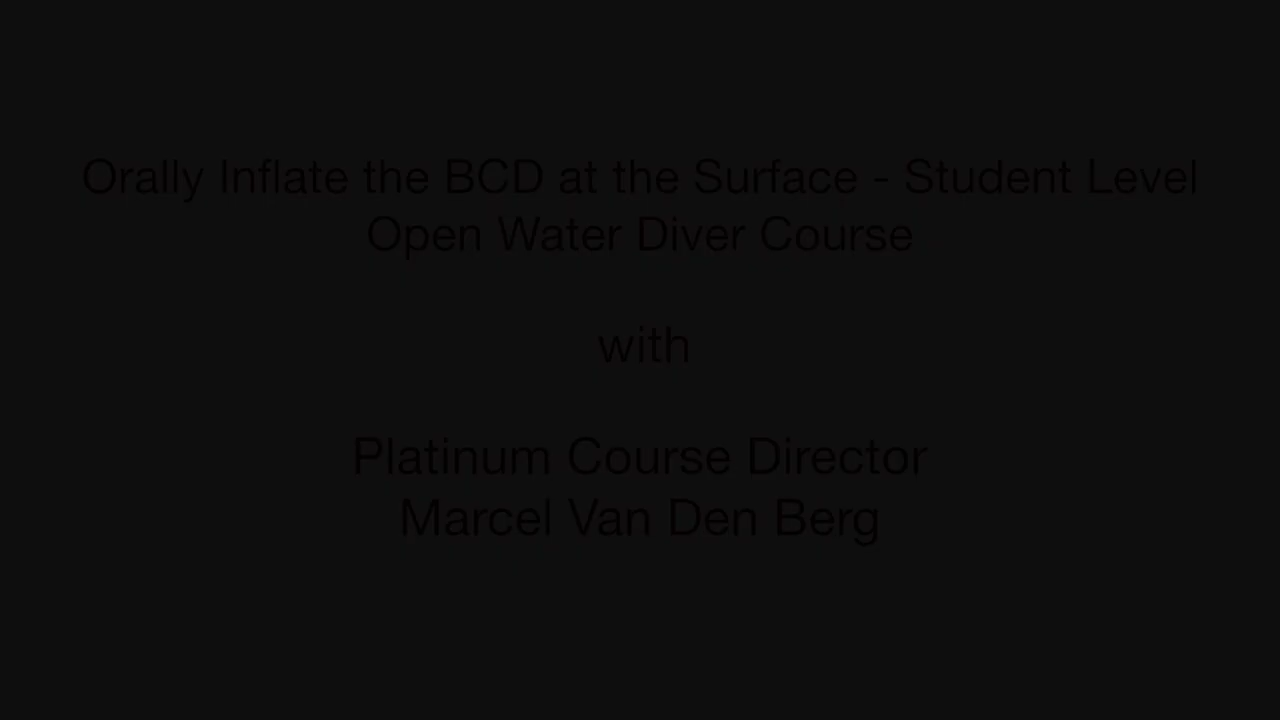 Orally Inflate the BCD at the Surface - Student Level
Open Water Diver Course
with
Platinum Course Director
Marcel Van Den Berg